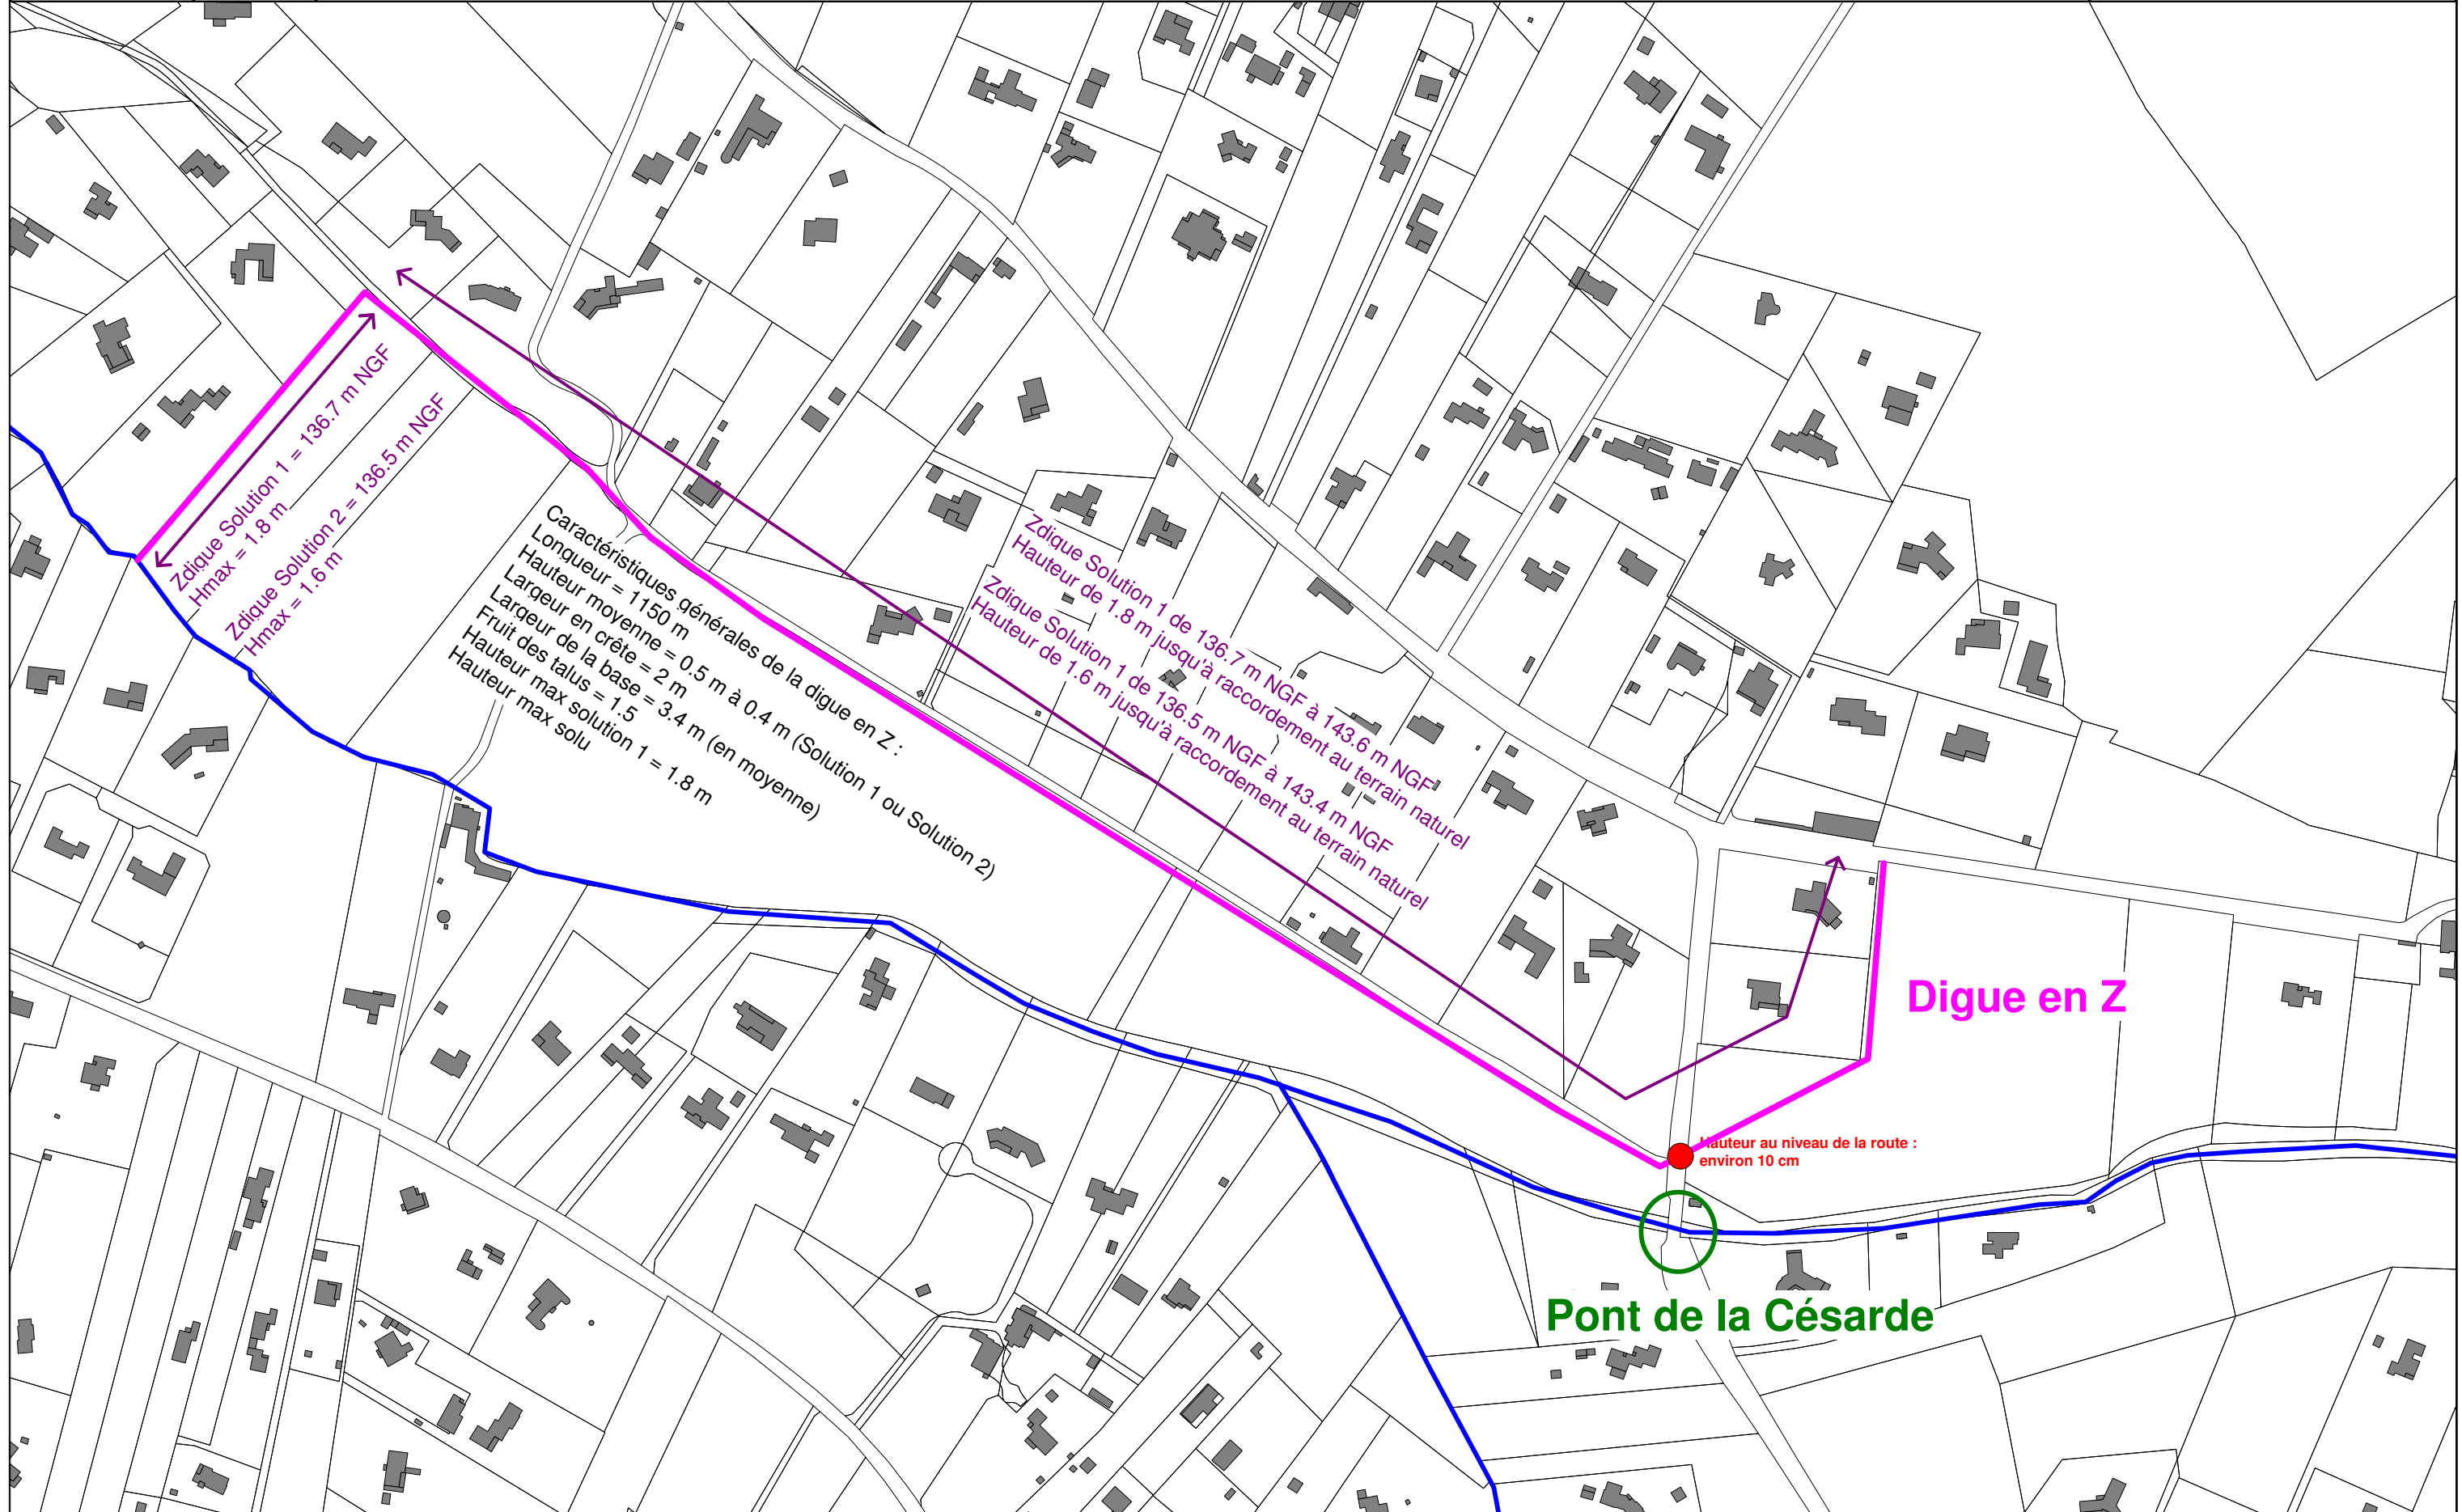 Zdigue Solution 1 = 136.7 m NGF
Hmax = 1.8 m
Zdigue Solution 2 = 136.5 m NGF
Hmax = 1.6 m
Caractéristiques générales de la digue en Z :
Longueur = 1150 m
Hauteur moyenne = 0.5 m à 0.4 m (Solution 1 ou Solution 2)
Largeur en crête = 2 m
Largeur de la base = 3.4 m (en moyenne)
Fruit des talus = 1.5
Hauteur max solution 1 = 1.8 m
Hauteur max solu
Zdigue Solution 1 de 136.7 m NGF à 143.6 m NGF
Hauteur de 1.8 m jusqu'à raccordement au terrain naturel
Zdigue Solution 1 de 136.5 m NGF à 143.4 m NGF
Hauteur de 1.6 m jusqu'à raccordement au terrain naturel
Digue en Z
Hauteur au niveau de la route :
environ 10 cm
Pont de la Césarde